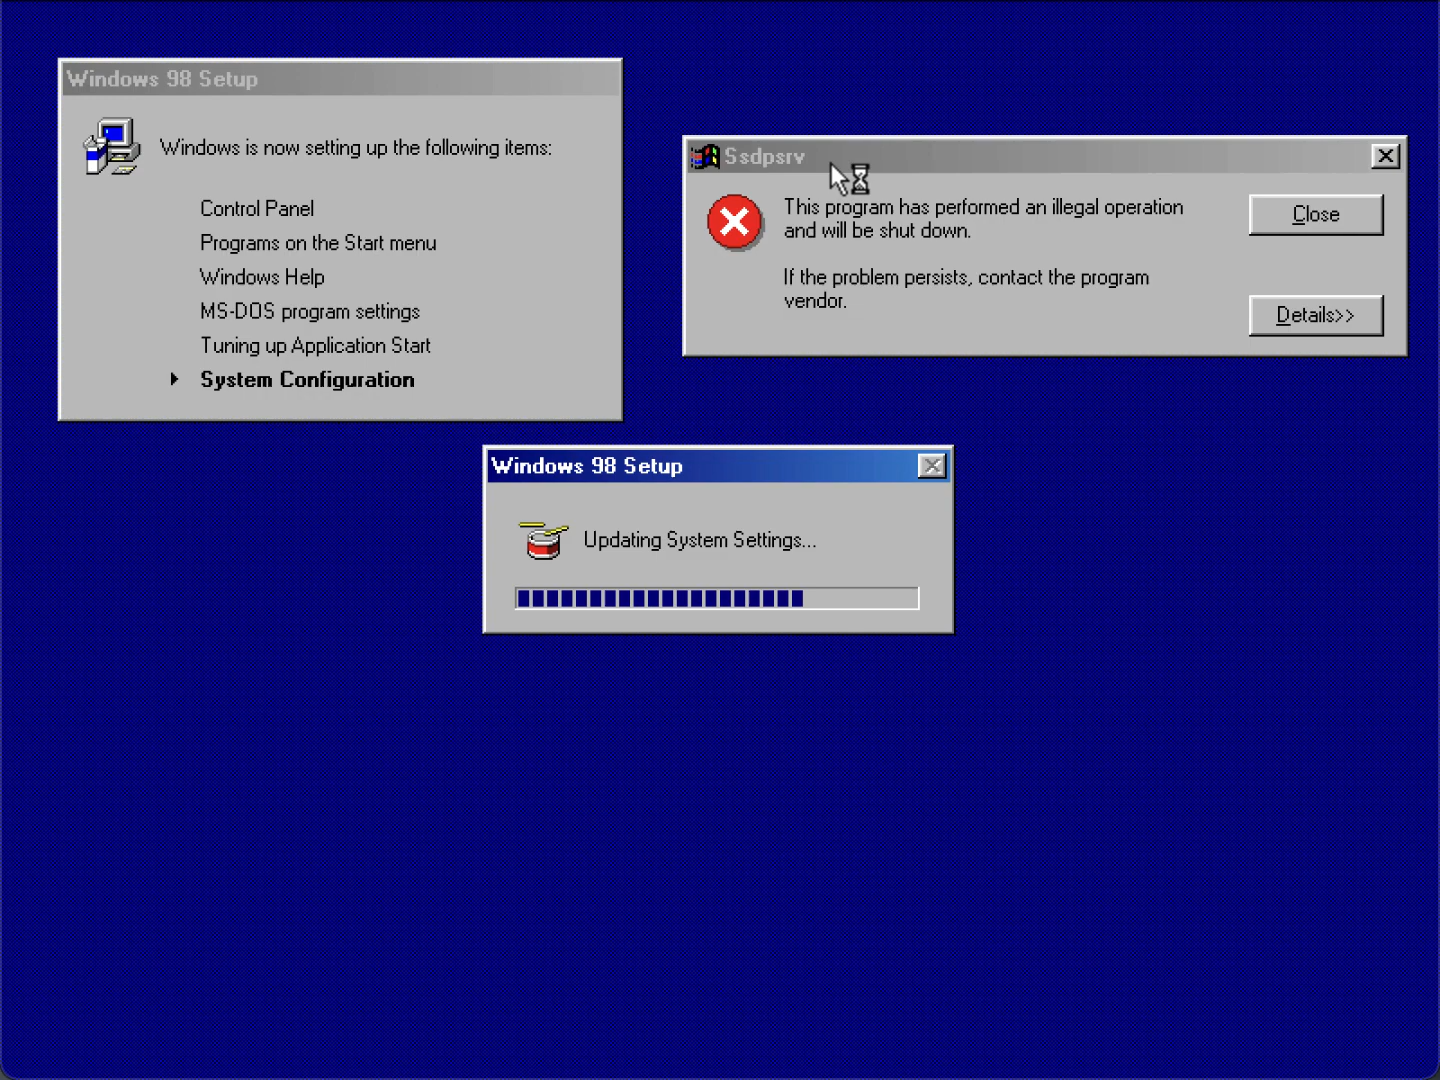 Windows 98 Setup
Windows is now setting up the following items:
Control Panel
Programs on the Start menu
Windows Help
MS-DOS program settings
Tuning up Application Start
System Configuration
Ssdpsrv
This program has performed an illegal operation
and will be shut down.
If the problem persists, contact the program
vendor.
Close
Details>>
Windows 98 Setup
Updating System Settings...